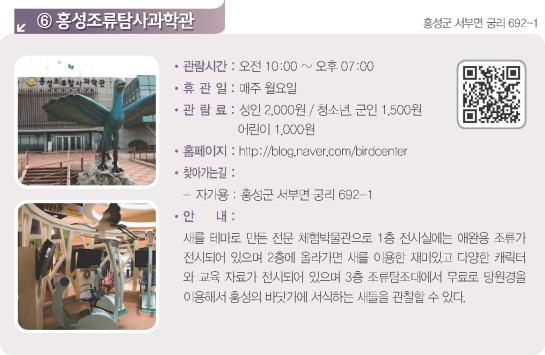 ⑥ 홍성조류탐사과학관
홍성군 서부면 궁리 692-1
홍성조류탐사과학관
• 관람시간 : 오전 10:00 ~ 오후 07:00
• 휴 관 일 : 매주 월요일
• 관 람 료 : 성인 2,000원 / 청소년, 군인 1,500원
어린이 1,000원
• 홈페이지 : http://blog.naver.com/birdcenter
• 찾아가는길 :
- 자가용 : 홍성군 서부면 궁리 692-1
• 안 내 :
새를 테마로 만든 전문 체험박물관으로 1층 전시실에는 애완용 조류가
전시되어 있으며 2층에 올라가면 새를 이용한 재미있고 다양한 캐릭터
와 교육 자료가 전시되어 있으며 3층 조류탐조대에서 무료로 망원경을
이용해서 홍성의 바닷가에 서식하는 새들을 관찰할 수 있다.